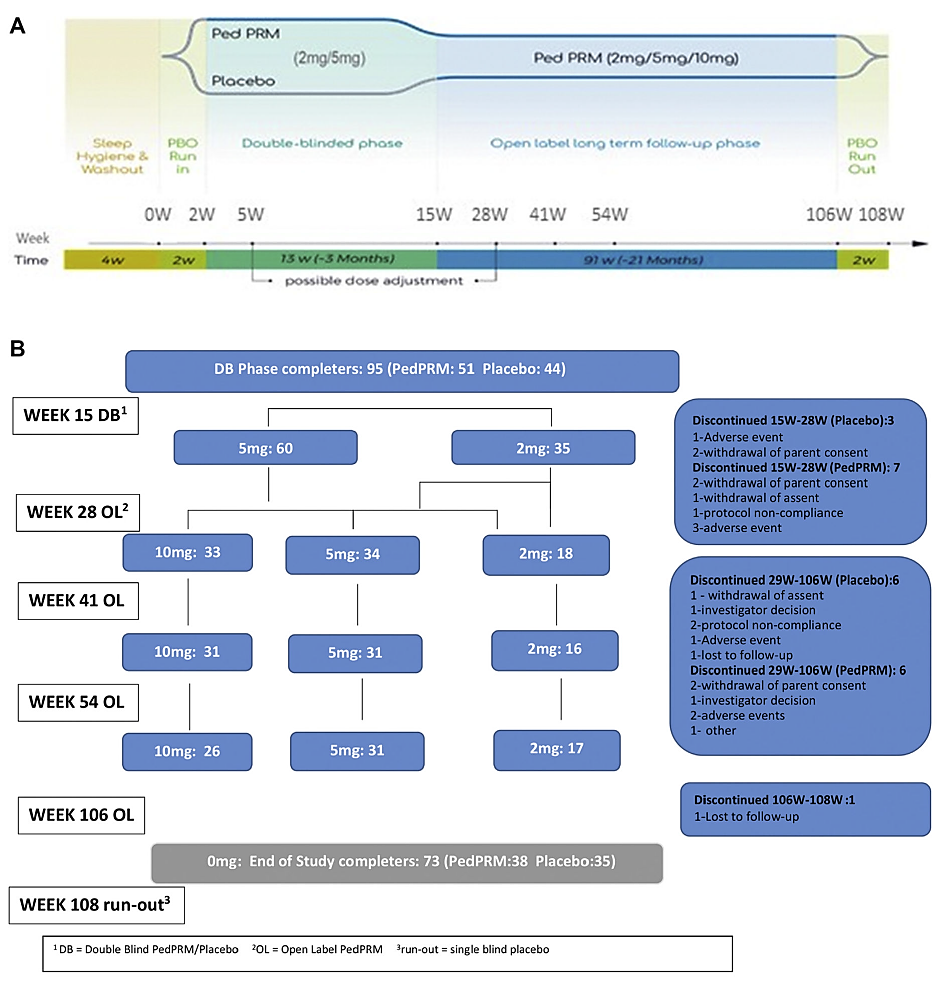 A
Ped PRM
(2mg/5mg)
Placebo
Ped PRM (2mg/5mg/10mg)
Sleep
Hygiene &
Washout
PBO
Run
in
Double-blinded phase
Open label long term follow-up phase
PBO
Run
Out
0W 2W 5W 15W 28W 41W 54W 106W 108W
Week
Time
4w 2w 13 w (~3 Months) 91 w (~21 Months) 2w
possible dose adjustment
B
DB Phase completers: 95 (PedPRM: 51 Placebo: 44)
WEEK 15 DB¹
5mg: 60 2mg: 35
Discontinued 15W-28W (Placebo):3
1-Adverse event
2-withdrawal of parent consent
Discontinued 15W-28W (PedPRM): 7
2-withdrawal of parent consent
1-withdrawal of assent
1-protocol non-compliance
3-adverse event
WEEK 28 OL²
10mg: 33 5mg: 34 2mg: 18
WEEK 41 OL
10mg: 31 5mg: 31 2mg: 16
Discontinued 29W-106W (Placebo):6
1 - withdrawal of assent
1-investigator decision
2-protocol non-compliance
1-Adverse event
1-lost to follow-up
Discontinued 29W-106W (PedPRM): 6
2-withdrawal of parent consent
1-investigator decision
2-adverse events
1- other
WEEK 54 OL
10mg: 26 5mg: 31 2mg: 17
WEEK 106 OL
Discontinued 106W-108W :1
1-Lost to follow-up
0mg: End of Study completers: 73 (PedPRM:38 Placebo:35)
WEEK 108 run-out³
¹ DB = Double Blind PedPRM/Placebo ²OL = Open Label PedPRM ³run-out = single blind placebo